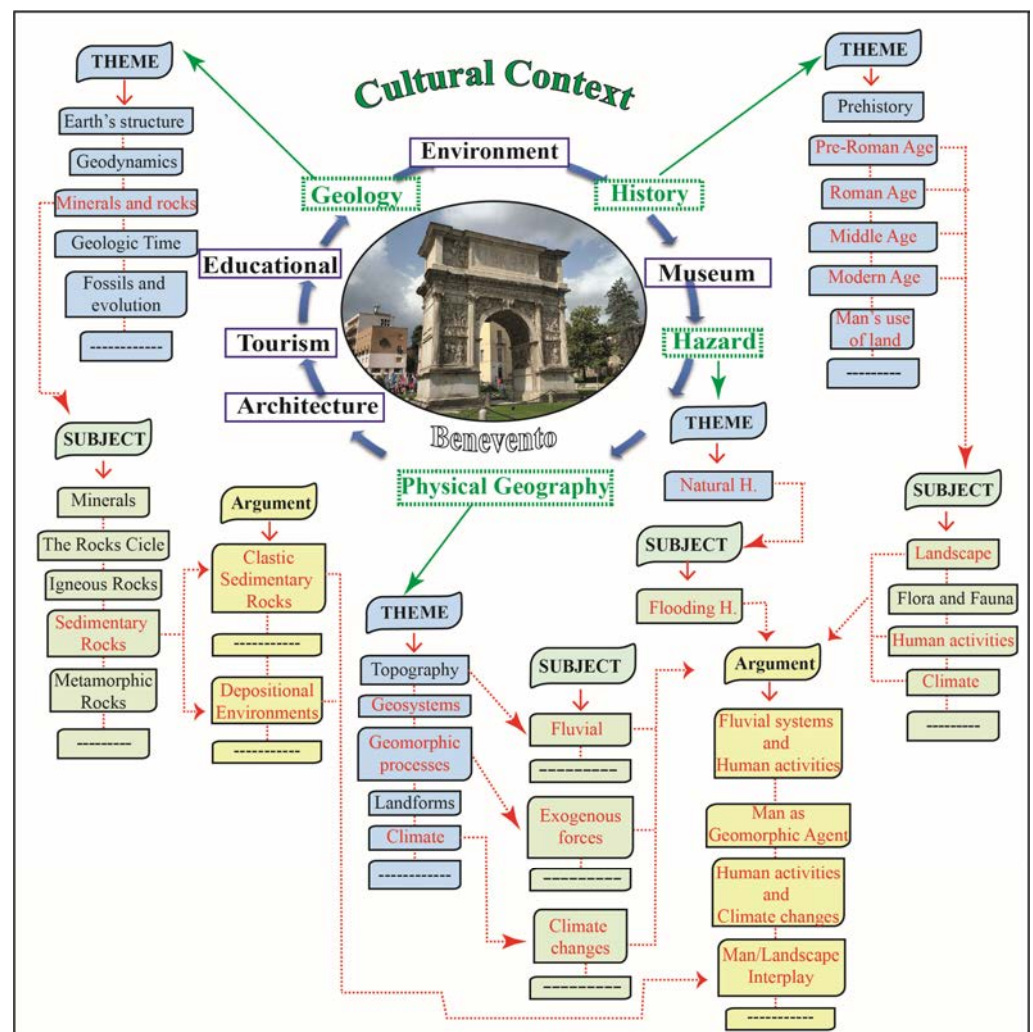 Cultural Context
Environment
Geology
History
Educational
Museum
Tourism
Hazard
Architecture
Benevento
Physical Geography
THEME
Earth's structure
Geodynamics
Minerals and rocks
Geologic Time
Fossils and
evolution
------------
SUBJECT
Minerals
The Rocks Cicle
Igneous Rocks
Sedimentary
Rocks
Metamorphic
Rocks
---------
Argument
Clastic
Sedimentary
Rocks
-----------
Depositional
Environments
-----------
THEME
Topography
Geosystems
Geomorphic
processes
Landforms
Climate
------------
SUBJECT
Fluvial
----------
Exogenous
forces
----------
Climate
changes
----------
THEME
Natural H.
SUBJECT
Flooding H.
THEME
Prehistory
Pre-Roman Age
Roman Age
Middle Age
Modern Age
Man's use
of land
---------
SUBJECT
Landscape
Flora and Fauna
Human activities
Climate
---------
Argument
Fluvial systems
and
Human activities
Man as
Geomorphic Agent
Human activities
and
Climate changes
Man/Landscape
Interplay
-----------